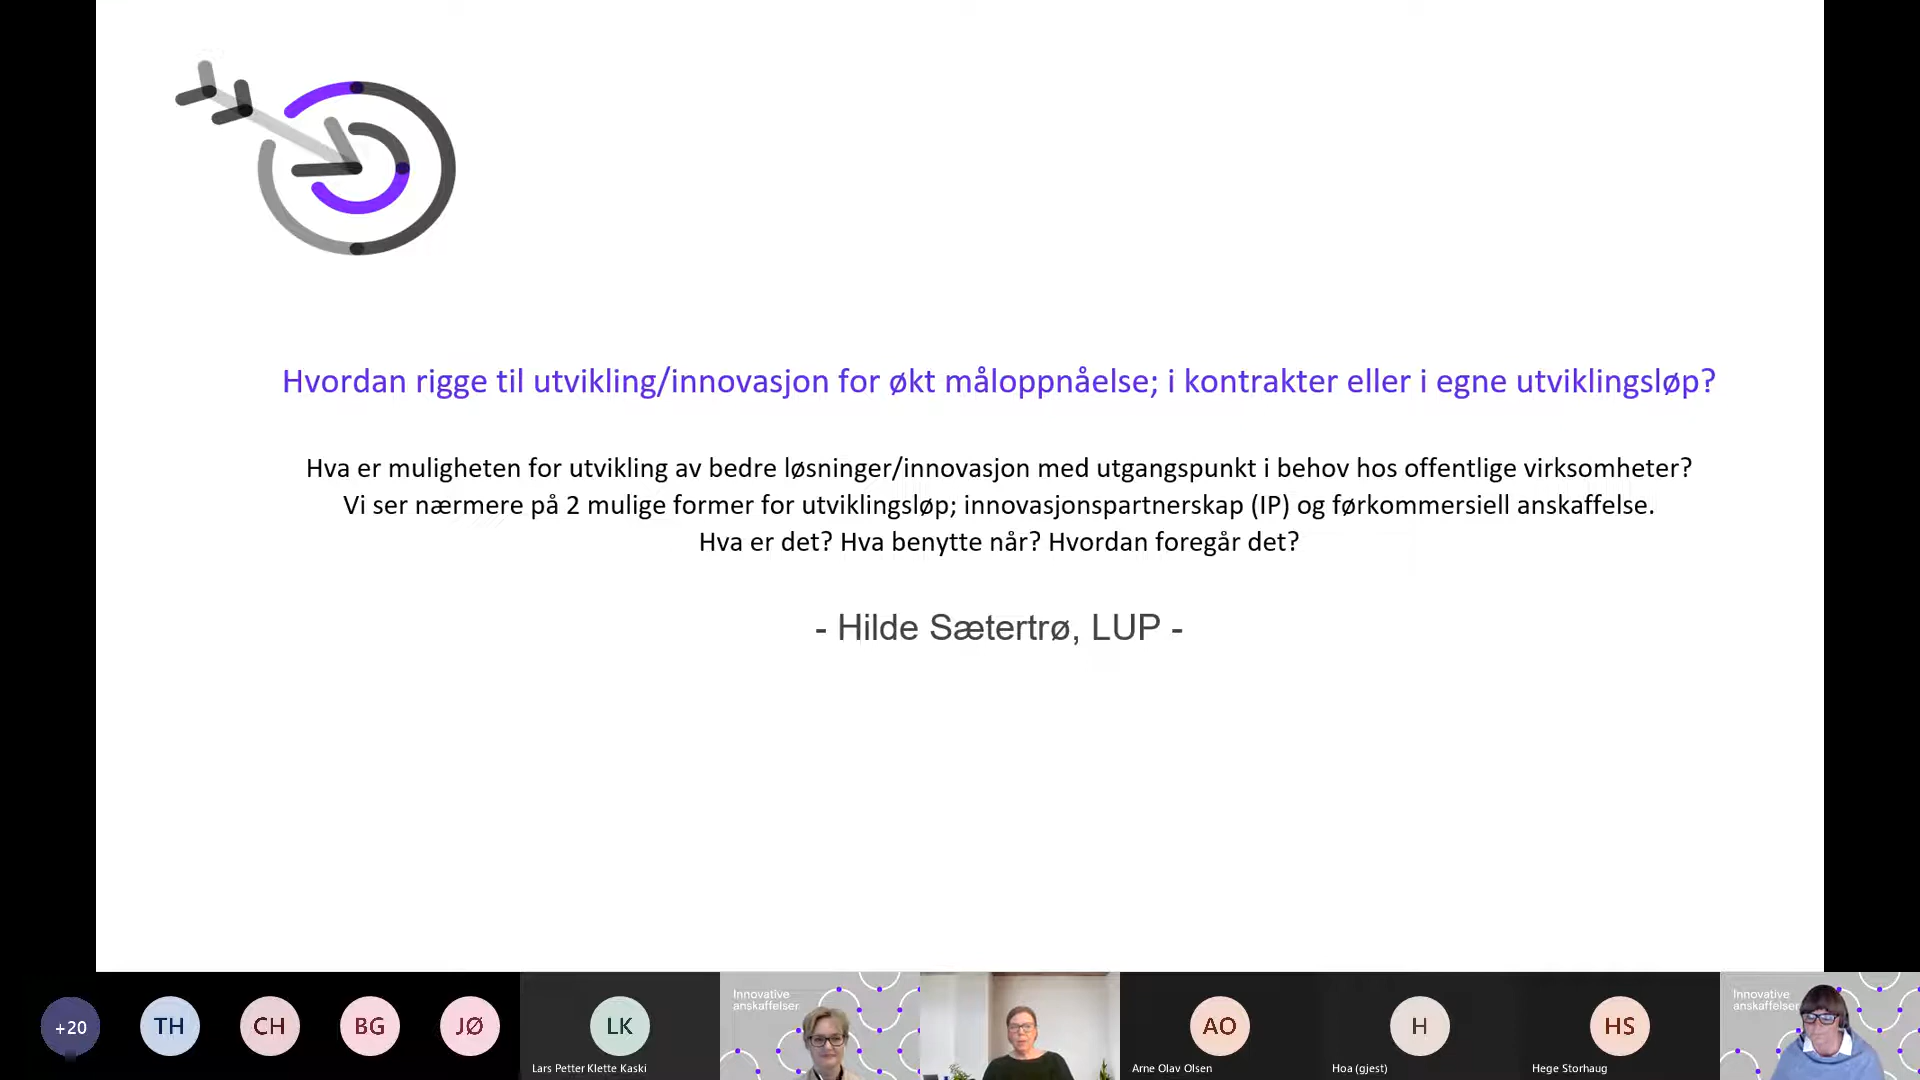 Hvordan rigge til utvikling/innovasjon for økt måloppnåelse; i kontrakter eller i egne utviklingsløp?
Hva er muligheten for utvikling av bedre løsninger/innovasjon med utgangspunkt i behov hos offentlige virksomheter?
Vi ser nærmere på 2 mulige former for utviklingsløp; innovasjonspartnerskap (IP) og førkommersiell anskaffelse.
Hva er det? Hva benytte når? Hvordan foregår det?
- Hilde Sætertrø, LUP -
+20
TH
CH
BG
JØ
LK
Lars Petter Klette Kaski
Innovative
anskaffelser
AO
Arne Olav Olsen
H
Hoa (gjest)
HS
Hege Storhaug
Innovative
anskaffelser